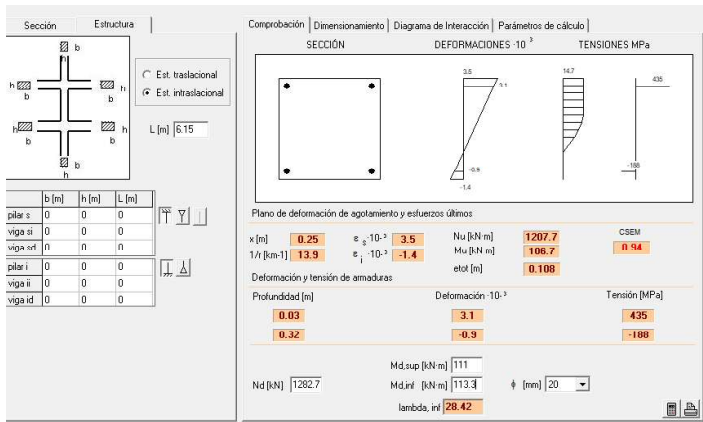 Sección Estructura
b
h
h b b h
h b b h
b
h
Est. traslacional
Est. intraslacional
L [m] 6.15
b [m] h [m] L [m]
pilar s 0 0 0
viga si 0 0 0
viga sd 0 0 0
pilar i 0 0 0
viga ii 0 0 0
viga id 0 0 0
Comprobación Dimensionamiento Diagrama de Interacción Parámetros de cálculo
SECCIÓN DEFORMACIONES ·10 3 TENSIONES MPa
3.5 14.7 435
3.1
-0.9 -188
-1.4
Plano de deformación de agotamiento y esfuerzos últimos
x [m] 0.25 ε s ·10-³ 3.5 Nu [kN·m] 1207.7 CSEM
1/r [km-1] 13.9 ε i ·10-³ -1.4 Mu [kN·m] 106.7 0.94
etot [m] 0.108
Deformación y tensión de armaduras
Profundidad [m] Deformación ·10-³ Tensión [MPa]
0.03 3.1 435
0.32 -0.9 -188
Md,sup [kN·m] 111
Nd [kN] 1282.7 Md,inf [kN·m] 113.3 ϕ [mm] 20
lambda, inf 28.42